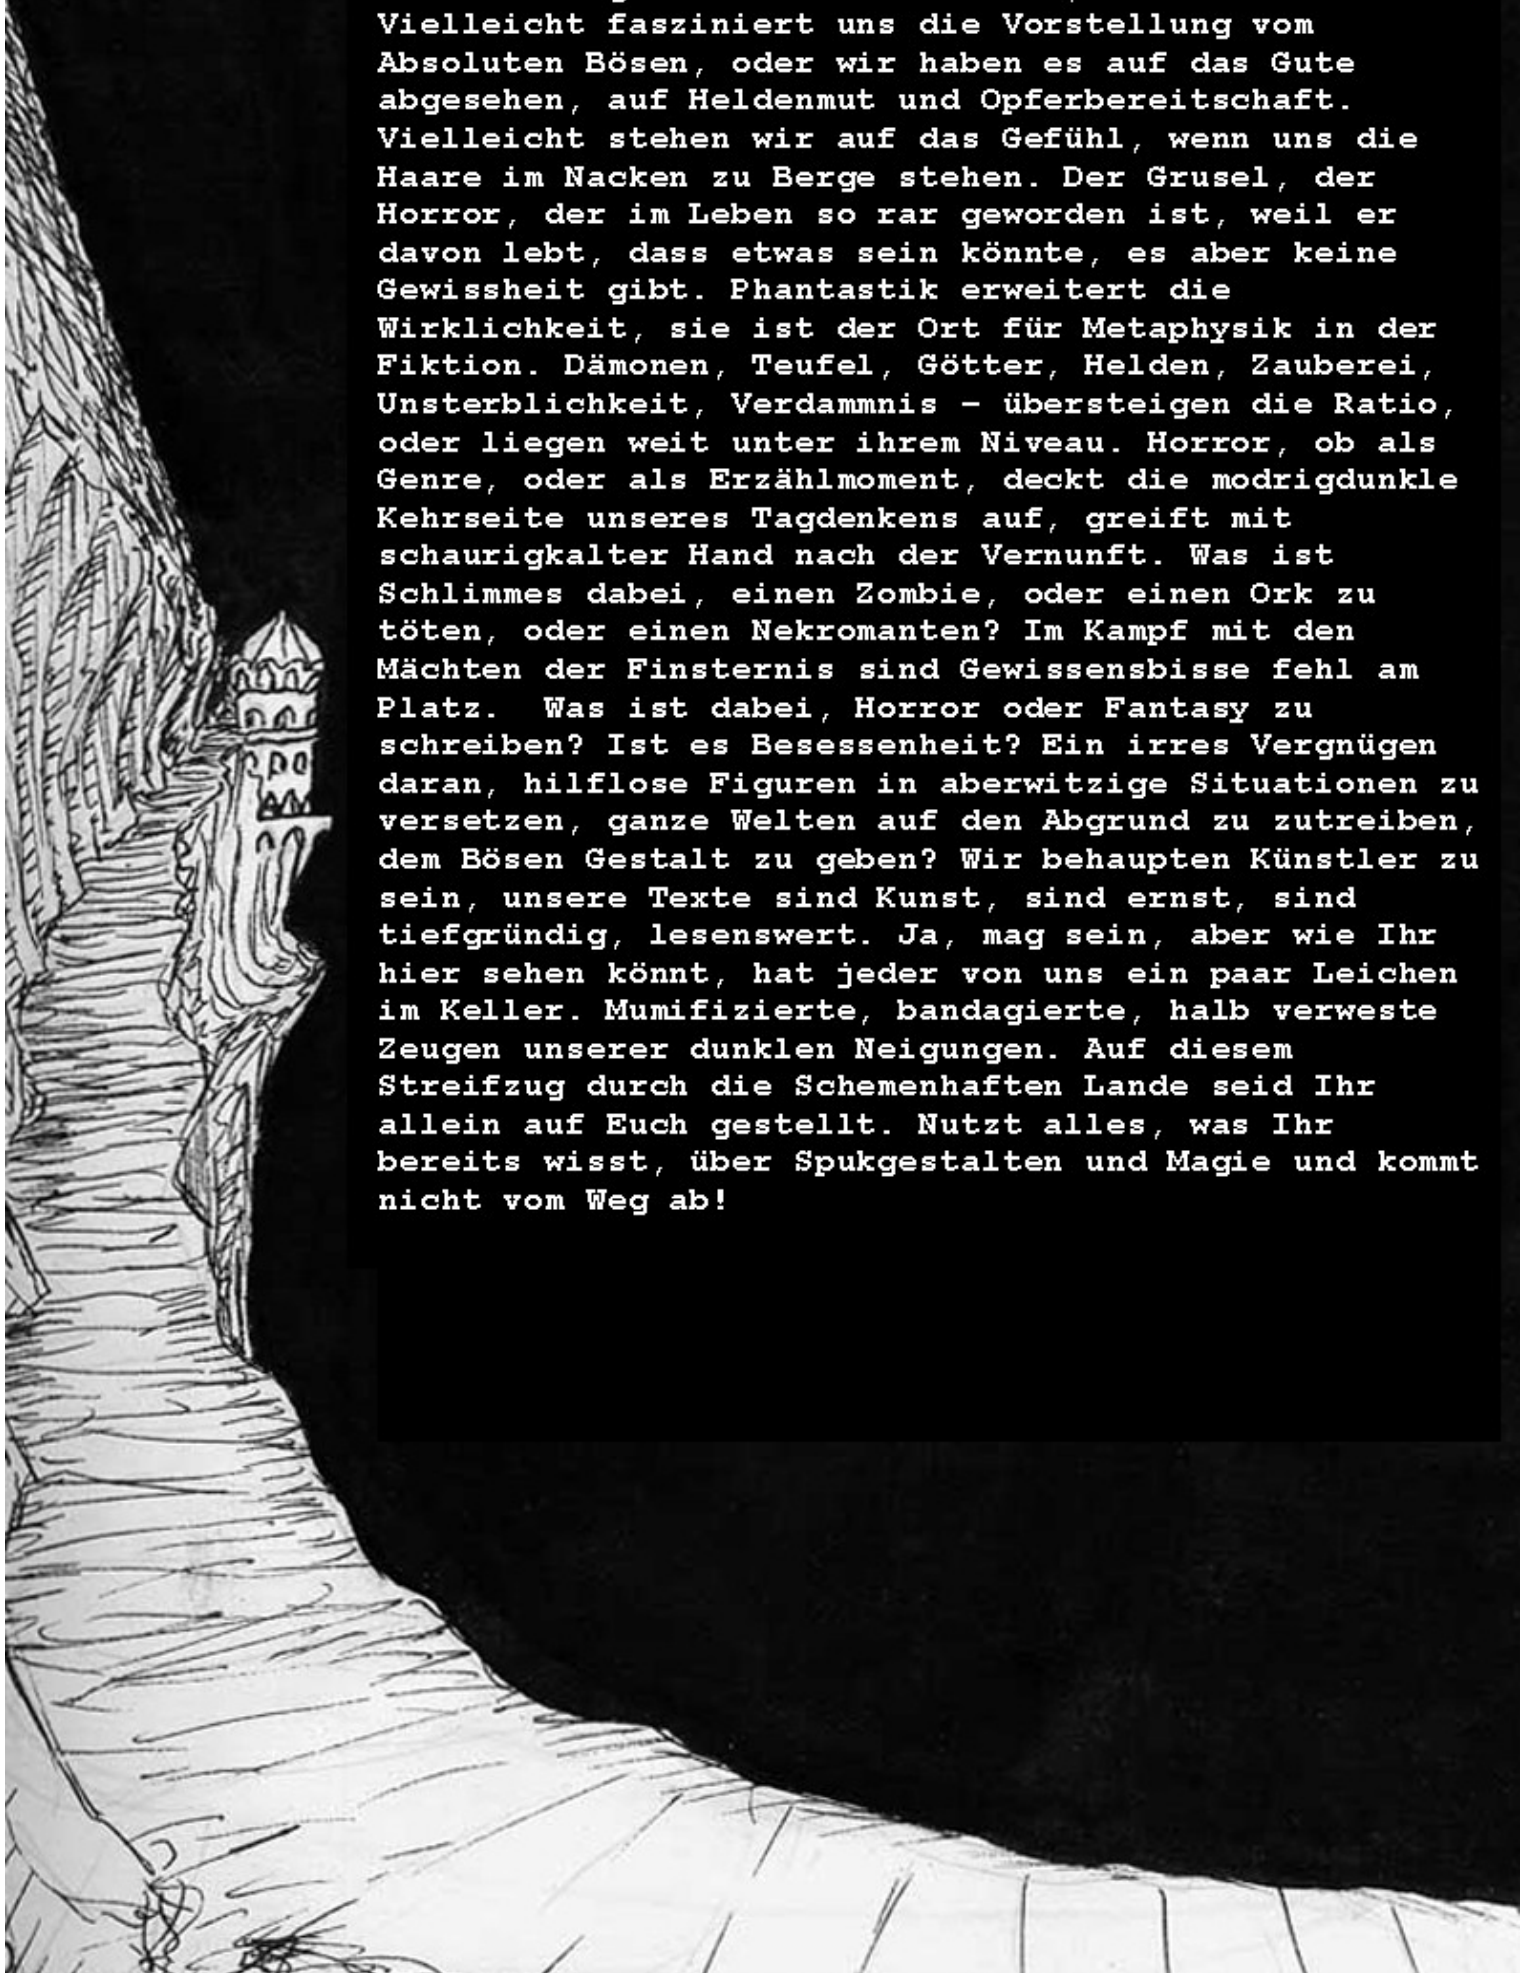 Vielleicht fasziniert uns die Vorstellung vom
Absoluten Bösen, oder wir haben es auf das Gute
abgesehen, auf Heldenmut und Opferbereitschaft.
Vielleicht stehen wir auf das Gefühl, wenn uns die
Haare im Nacken zu Berge stehen. Der Grusel, der
Horror, der im Leben so rar geworden ist, weil er
davon lebt, dass etwas sein könnte, es aber keine
Gewissheit gibt. Phantastik erweitert die
Wirklichkeit, sie ist der Ort für Metaphysik in der
Fiktion. Dämonen, Teufel, Götter, Helden, Zauberei,
Unsterblichkeit, Verdammnis – übersteigen die Ratio,
oder liegen weit unter ihrem Niveau. Horror, ob als
Genre, oder als Erzählmoment, deckt die modrigdunkle
Kehrseite unseres Tagdenkens auf, greift mit
schaurigkalter Hand nach der Vernunft. Was ist
Schlimmes dabei, einen Zombie, oder einen Ork zu
töten, oder einen Nekromanten? Im Kampf mit den
Mächten der Finsternis sind Gewissensbisse fehl am
Platz.  Was ist dabei, Horror oder Fantasy zu
schreiben? Ist es Besessenheit? Ein irres Vergnügen
daran, hilflose Figuren in aberwitzige Situationen zu
versetzen, ganze Welten auf den Abgrund zu zutreiben,
dem Bösen Gestalt zu geben? Wir behaupten Künstler zu
sein, unsere Texte sind Kunst, sind ernst, sind
tiefgründig, lesenswert. Ja, mag sein, aber wie Ihr
hier sehen könnt, hat jeder von uns ein paar Leichen
im Keller. Mumifizierte, bandagierte, halb verweste
Zeugen unserer dunklen Neigungen. Auf diesem
Streifzug durch die Schemenhaften Lande seid Ihr
allein auf Euch gestellt. Nutzt alles, was Ihr
bereits wisst, über Spukgestalten und Magie und kommt
nicht vom Weg ab!